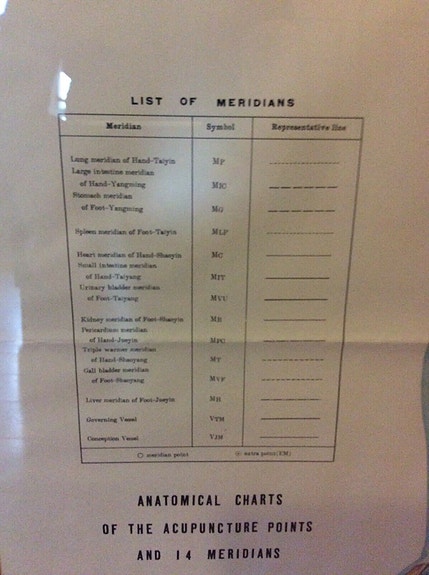 LIST OF MERIDIANS
Meridian Symbol Representative line
Lung meridian of Hand-Taiyin MP
Large intestine meridian
of Hand-Yangming MIC
Stomach meridian
of Foot-Yangming MG
Spleen meridian of Foot-Taiyin MLP
Heart meridian of Hand-Shaoyin MC
Small intestine meridian
of Hand-Taiyang MIT
Urinary bladder meridian
of Foot-Taiyang MVU
Kidney meridian of Foot-Shaoyin MR
Pericardium meridian
of Hand-Jueyin MPC
Triple warmer meridian
of Hand-Shaoyang MT
Gall bladder meridian
of Foot-Shaoyang MVF
Liver meridian of Foot-Jueyin MH
Governing Vessel VTM
Conception Vessel VJM
meridian point extra point(EM)
ANATOMICAL CHARTS
OF THE ACUPUNCTURE POINTS
AND 14 MERIDIANS